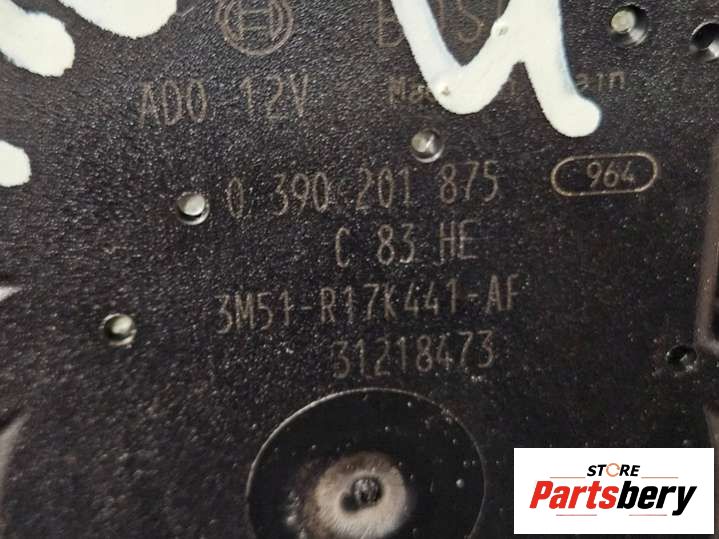 ADO 12V
0 390 201 875
964
C 83 HE
3M51-R17K441-AF
31218473
STORE
Partsbery